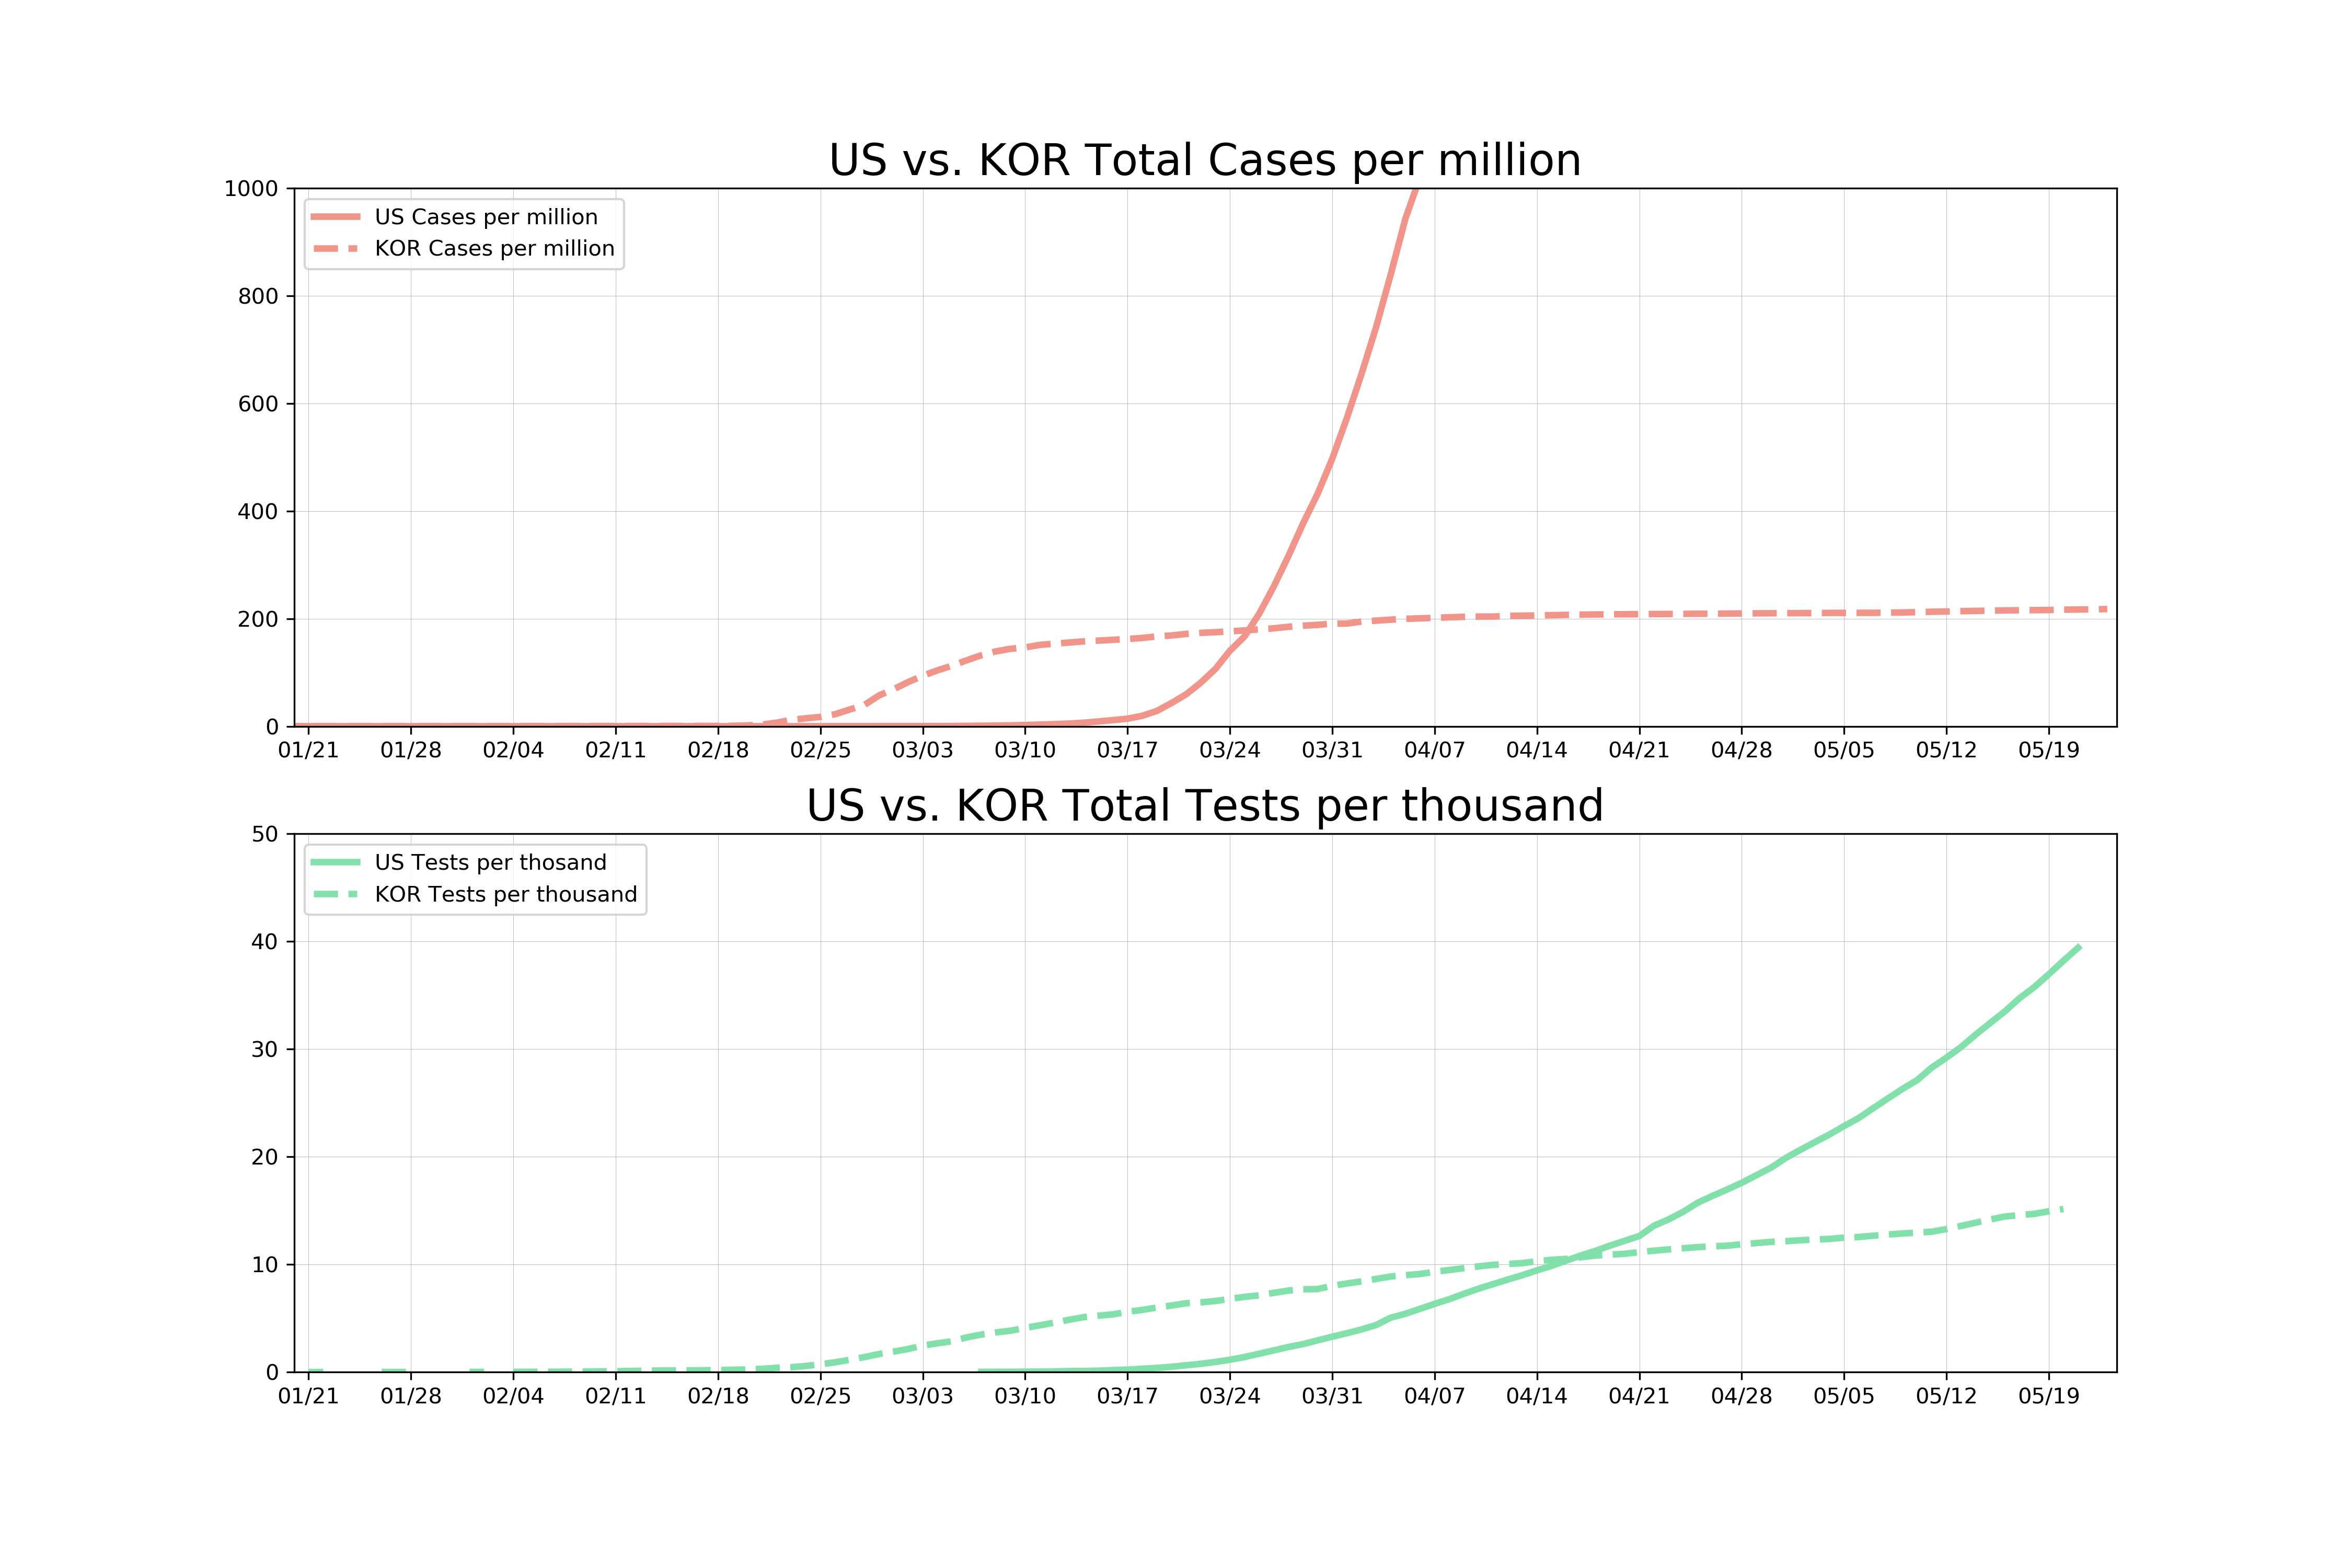 US vs. KOR Total Cases per million
1000
800
600
400
200
0
US Cases per million
KOR Cases per million
01/21 01/28 02/04 02/11 02/18 02/25 03/03 03/10 03/17 03/24 03/31 04/07 04/14 04/21 04/28 05/05 05/12 05/19
US vs. KOR Total Tests per thousand
50
40
30
20
10
0
US Tests per thosand
KOR Tests per thousand
01/21 01/28 02/04 02/11 02/18 02/25 03/03 03/10 03/17 03/24 03/31 04/07 04/14 04/21 04/28 05/05 05/12 05/19